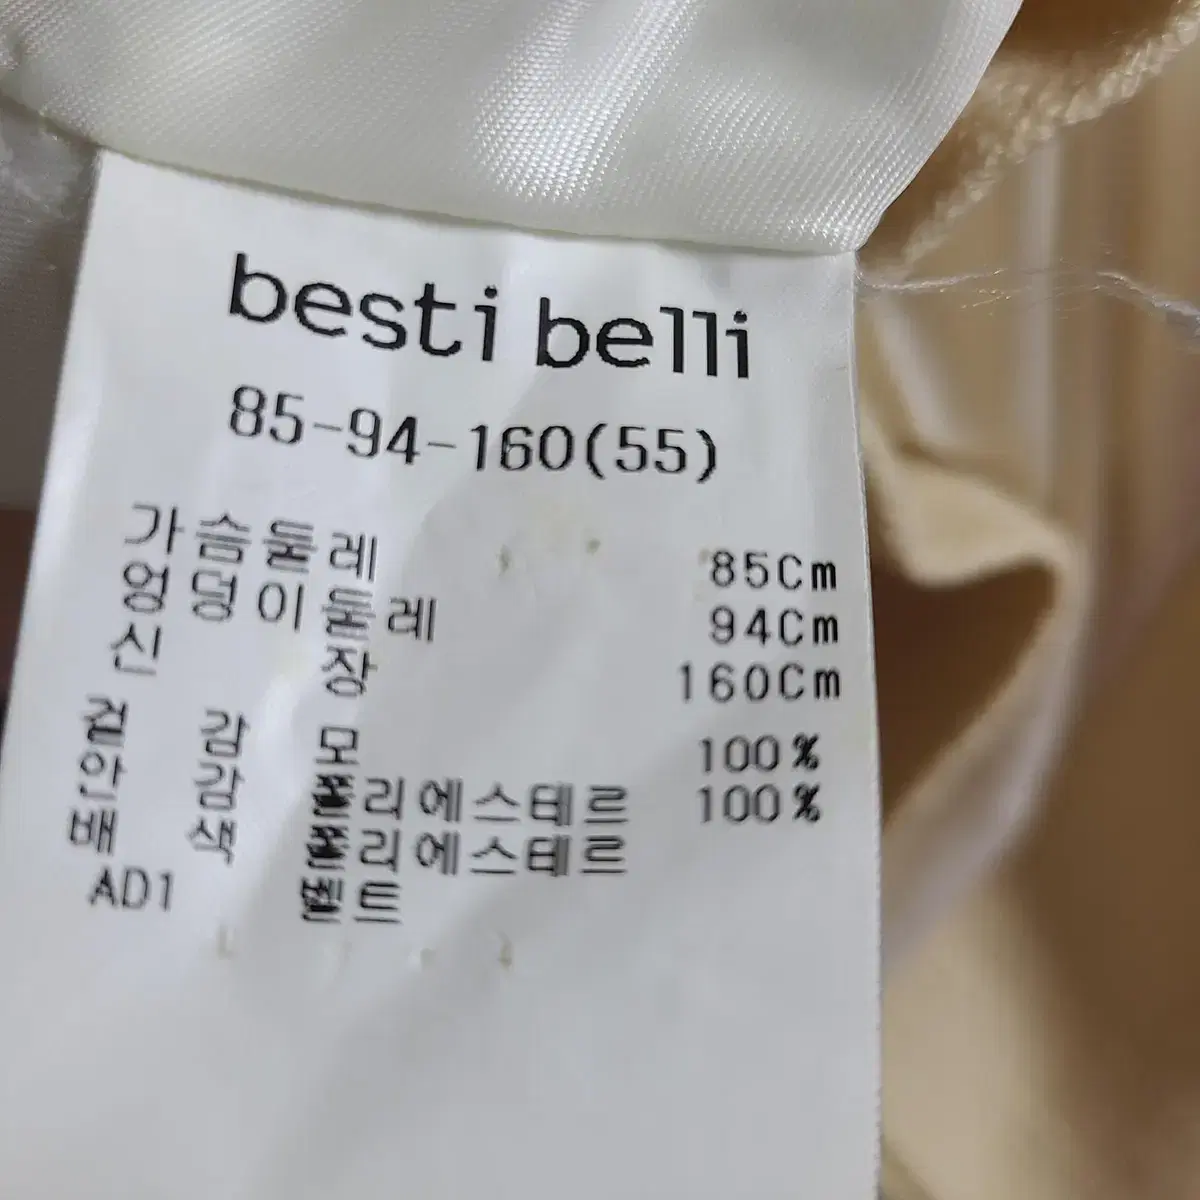 besti belli
85-94-160(55)
가슴둘레 85Cm
엉덩이둘레 94Cm
신장 160Cm
겉감 모 100%
안감 폴리에스테르 100%
배색 폴리에스테르
AD1